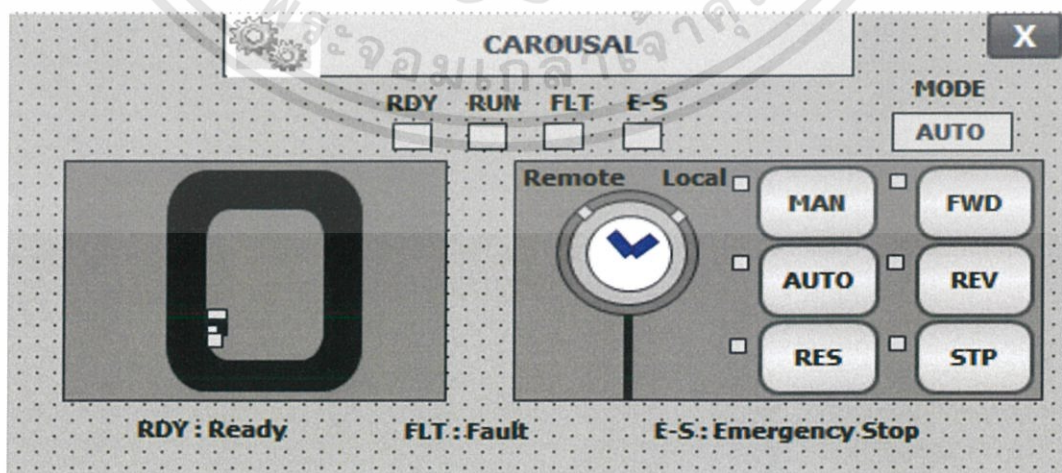 CAROUSAL
X
RDY RUN FLT E-S
MODE
AUTO
Remote Local
MAN
FWD
AUTO
REV
RES
STP
RDY : Ready FLT : Fault E-S : Emergency Stop